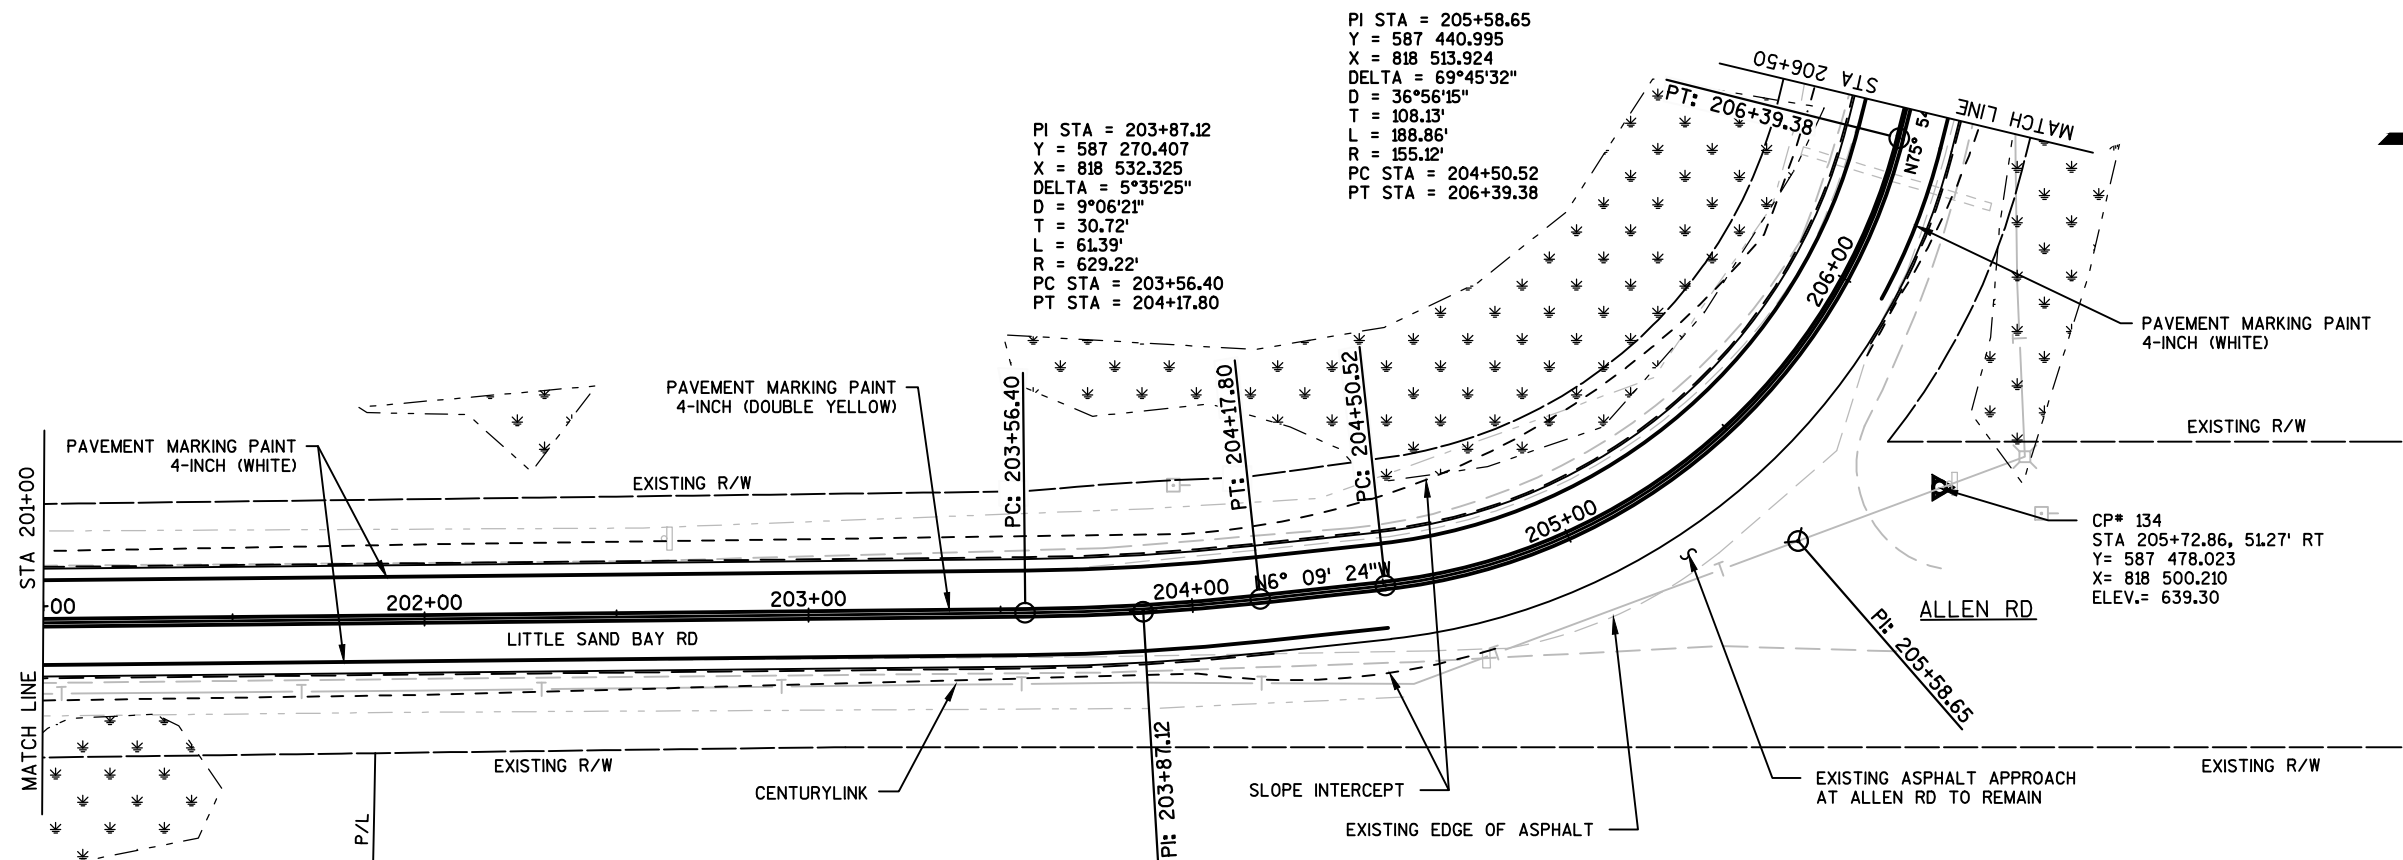 PI STA = 205+58.65
Y = 587 440.995
X = 818 513.924
DELTA = 69°45'32"
D = 36°56'15"
T = 108.13'
L = 188.86'
R = 155.12'
PC STA = 204+50.52
PT STA = 206+39.38
PI STA = 203+87.12
Y = 587 270.407
X = 818 532.325
DELTA = 5°35'25"
D = 9°06'21"
T = 30.72'
L = 61.39'
R = 629.22'
PC STA = 203+56.40
PT STA = 204+17.80
STA 206+50
MATCH LINE
PT: 206+39.38
N75° 54
206+00
PAVEMENT MARKING PAINT
4-INCH (WHITE)
PAVEMENT MARKING PAINT
4-INCH (DOUBLE YELLOW)
PC: 203+56.40
PT: 204+17.80
PC: 204+50.52
PAVEMENT MARKING PAINT
4-INCH (WHITE)
EXISTING R/W
EXISTING R/W
STA 201+00
MATCH LINE
+00
202+00
203+00
204+00
N6° 09' 24"W
205+00
LITTLE SAND BAY RD
CP# 134
STA 205+72.86, 51.27' RT
Y= 587 478.023
X= 818 500.210
ELEV.= 639.30
ALLEN RD
PI: 205+58.65
PI: 203+87.12
T
T
T
T
T
T
T
T
EXISTING R/W
EXISTING R/W
CENTURYLINK
SLOPE INTERCEPT
EXISTING ASPHALT APPROACH
AT ALLEN RD TO REMAIN
EXISTING EDGE OF ASPHALT
P/L